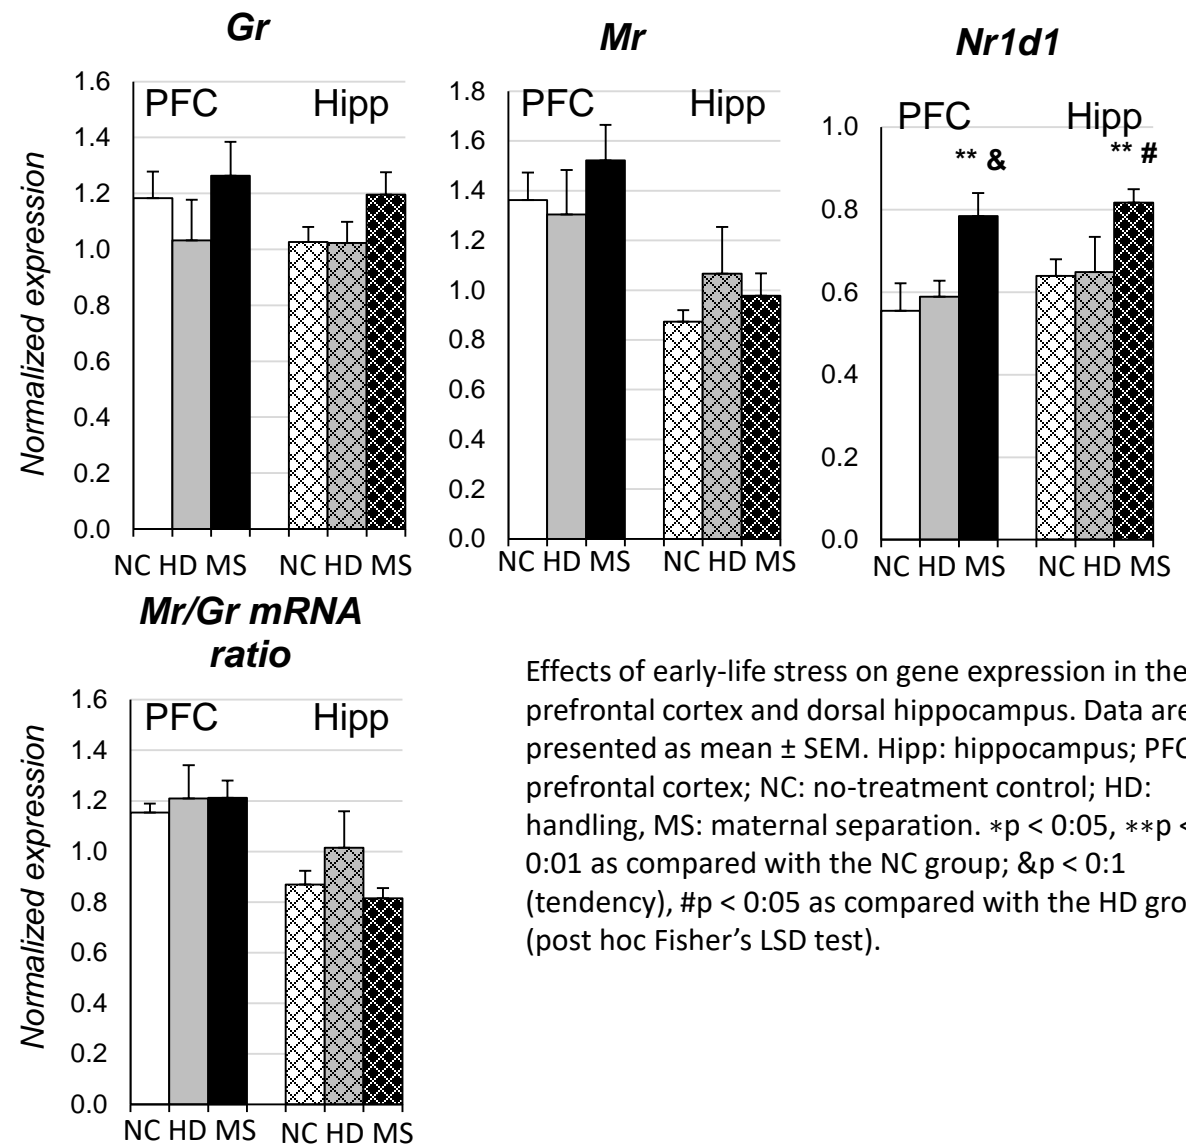 Gr
Normalized expression
1.6
1.4
1.2
1.0
0.8
0.6
0.4
0.2
0.0
PFC Hipp
NC HD MS NC HD MS
Mr
1.8
1.6
1.4
1.2
1.0
0.8
0.6
0.4
0.2
0.0
PFC Hipp
NC HD MS NC HD MS
Nr1d1
1.0
0.8
0.6
0.4
0.2
0.0
PFC Hipp
** & ** #
NC HD MS NC HD MS
Mr/Gr mRNA
ratio
Normalized expression
1.6
1.4
1.2
1.0
0.8
0.6
0.4
0.2
0.0
PFC Hipp
NC HD MS NC HD MS
Effects of early-life stress on gene expression in the
prefrontal cortex and dorsal hippocampus. Data are
presented as mean ± SEM. Hipp: hippocampus; PFC
prefrontal cortex; NC: no-treatment control; HD:
handling, MS: maternal separation. ∗p < 0:05, ∗∗p <
0:01 as compared with the NC group; &p < 0:1
(tendency), #p < 0:05 as compared with the HD gro
(post hoc Fisher’s LSD test).